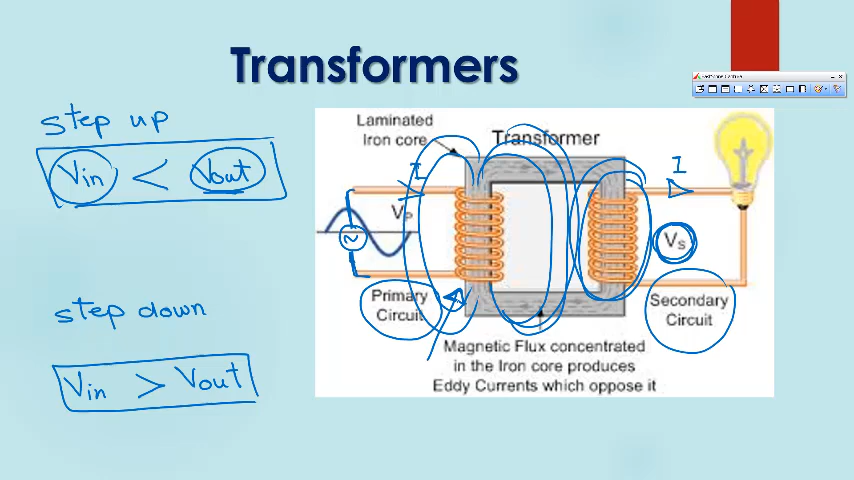 Transformers
step up
Vin < Vout
step down
Vin > Vout
Laminated
Iron core
Transformer
I
I
VP
VS
Primary
Circuit
Secondary
Circuit
Magnetic Flux concentrated
in the Iron core produces
Eddy Currents which oppose it